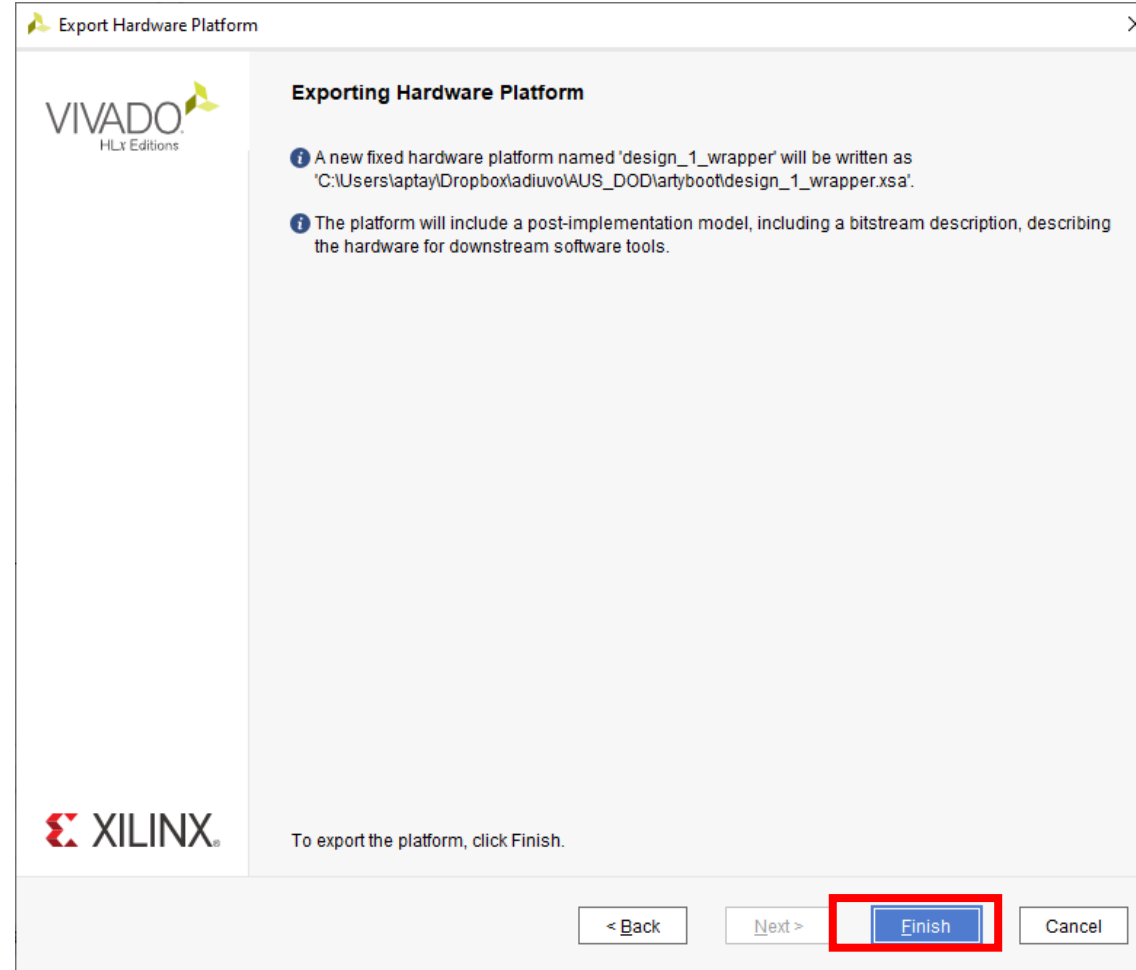 Export Hardware Platform
VIVADO.
HLx Editions
Exporting Hardware Platform
A new fixed hardware platform named 'design_1_wrapper' will be written as
'C:\Users\aptay\Dropbox\adiuvo\AUS_DOD\artyboot\design_1_wrapper.xsa'.
The platform will include a post-implementation model, including a bitstream description, describing
the hardware for downstream software tools.
XILINX®
To export the platform, click Finish.
< Back Next > Finish Cancel